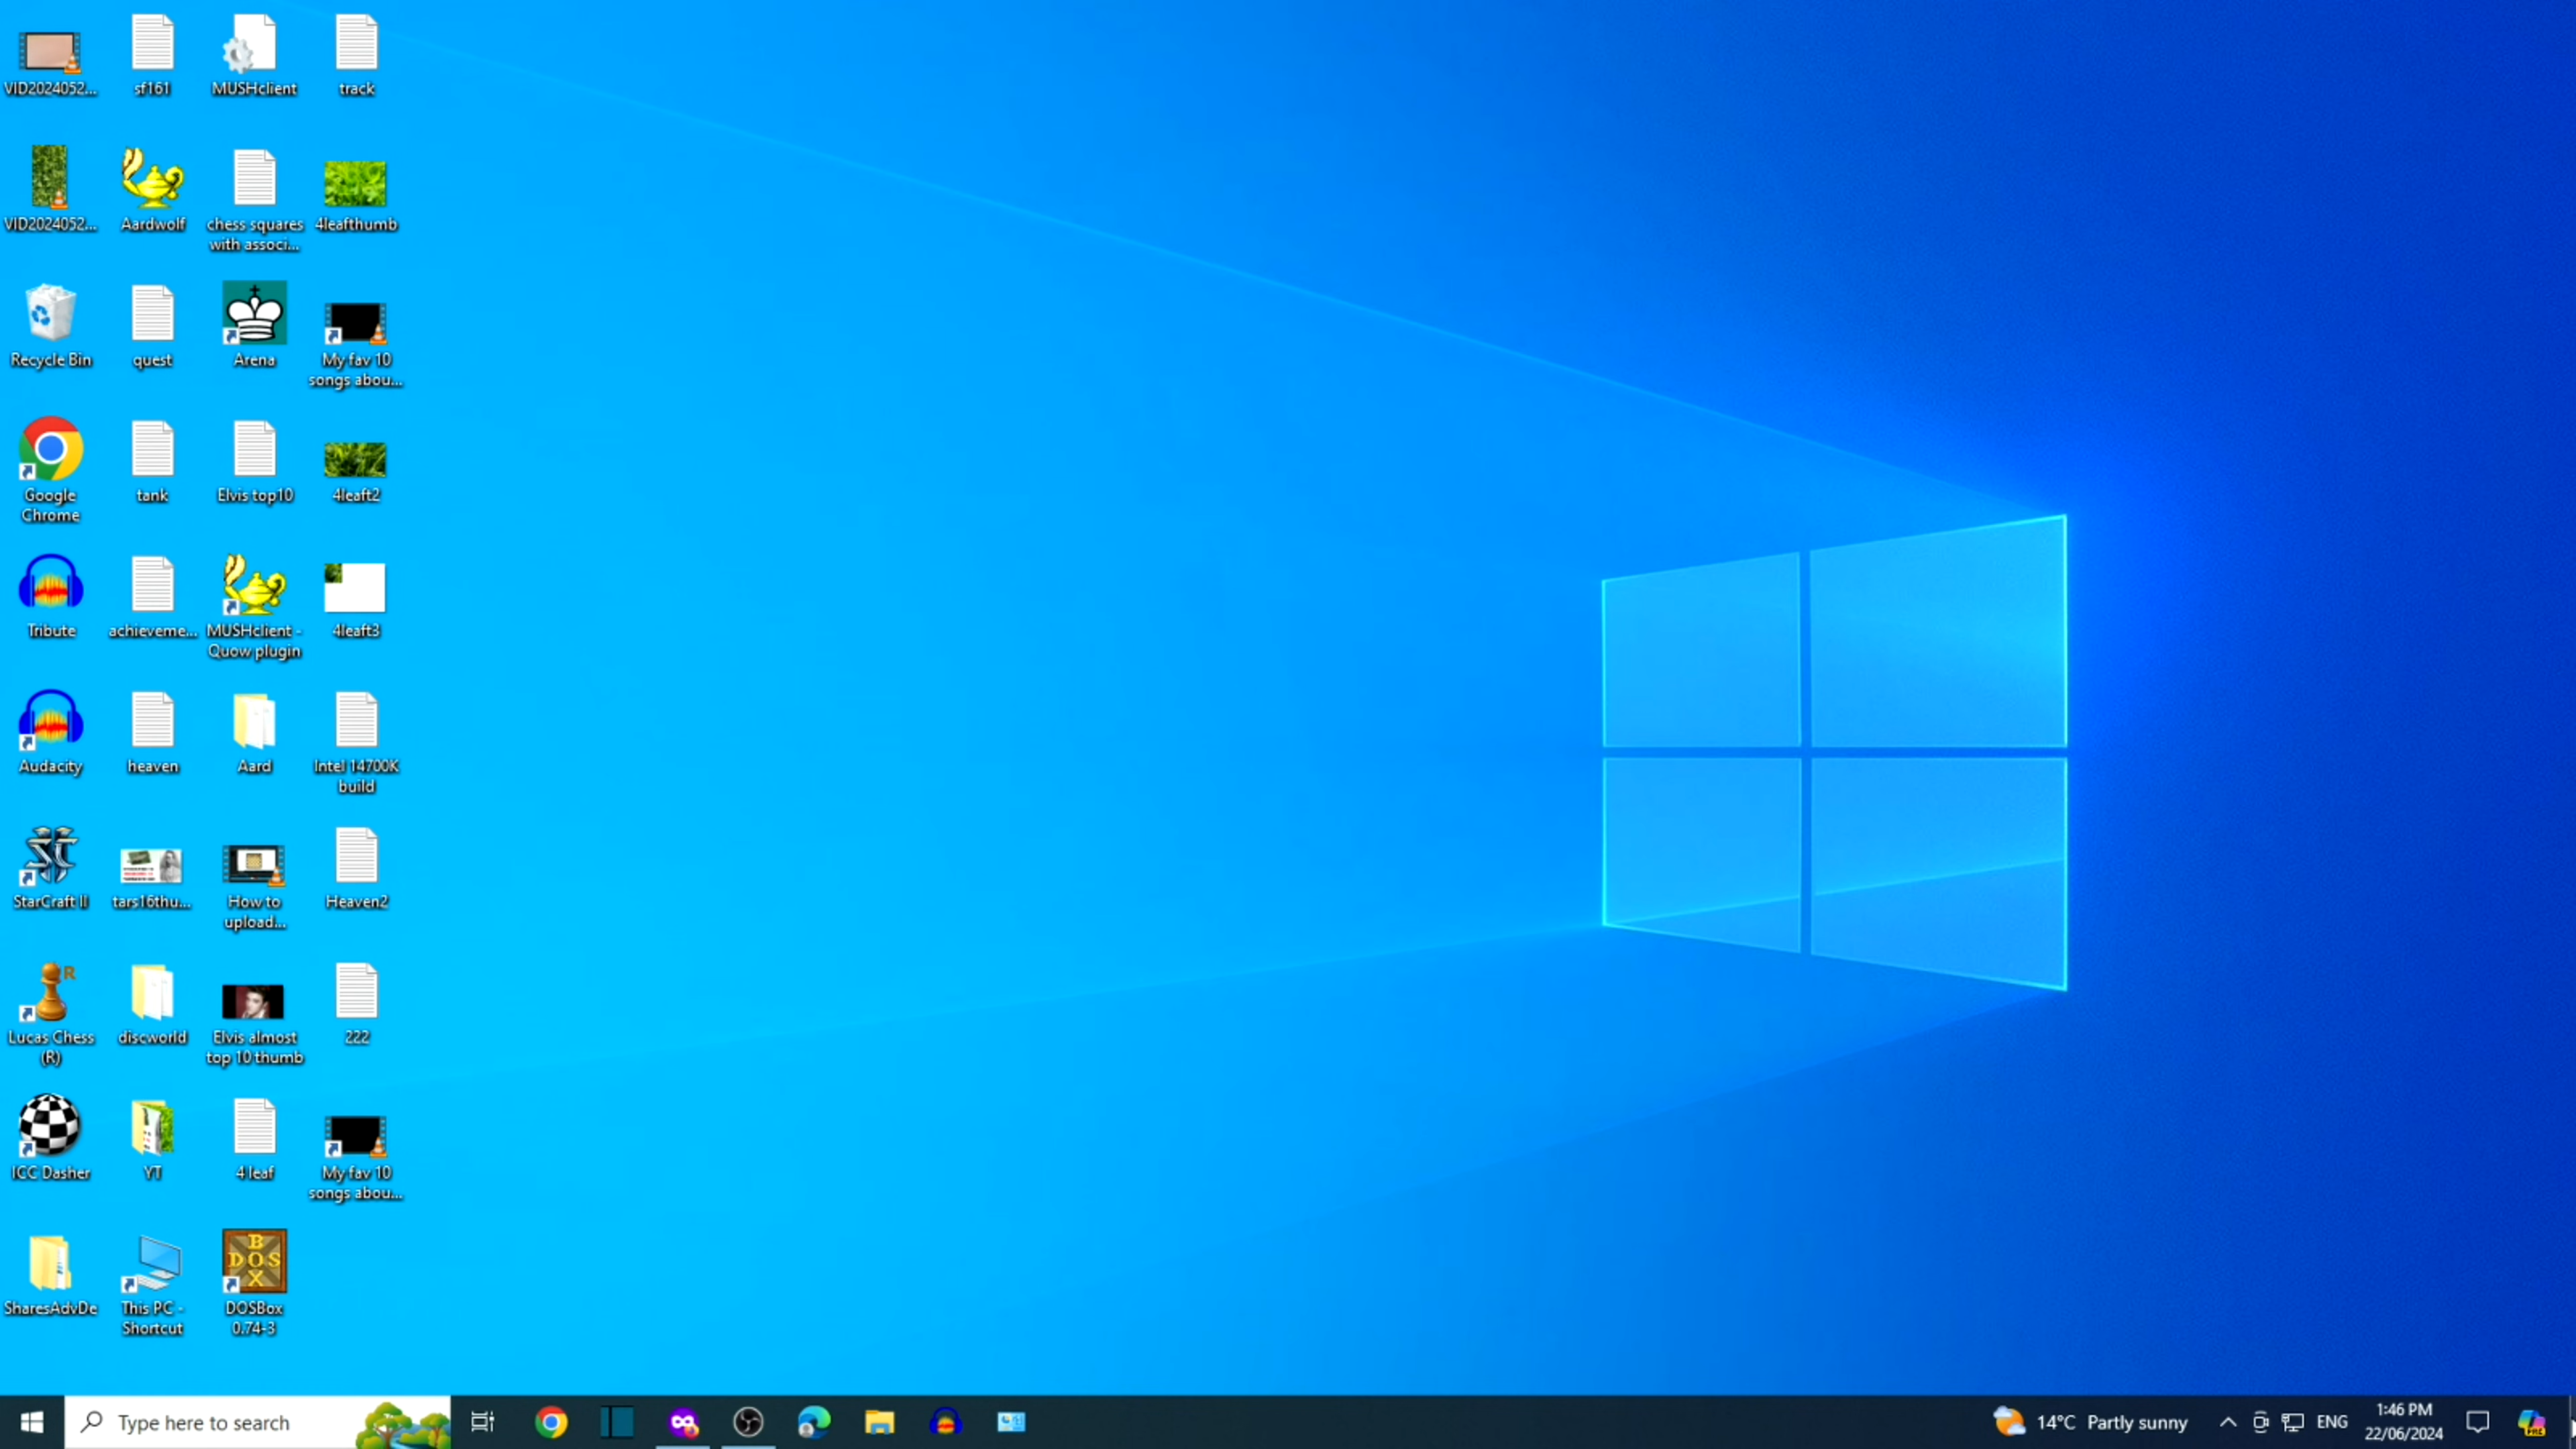 VID2024052...
sf161
MUSHclient
track
VID2024052...
Aardwolf
chess squares
with associ...
4leafthumb
Recycle Bin
quest
Arena
My fav 10
songs abou...
Google
Chrome
tank
Elvis top10
4leaft2
Tribute
achieveme...
MUSHclient -
Quow plugin
4leaft3
Audacity
heaven
Aard
Intel 14700K
build
StarCraft II
tars16thu...
How to
upload...
Heaven2
R
Lucas Chess
(R)
discworld
Elvis almost
top 10 thumb
222
ICC Dasher
YT
4 leaf
My fav 10
songs abou...
SharesAdvDe
This PC -
Shortcut
B
DOS
X
DOSBox
0.74-3
Type here to search
14°C Partly sunny
ENG
1:46 PM
22/06/2024
PRE